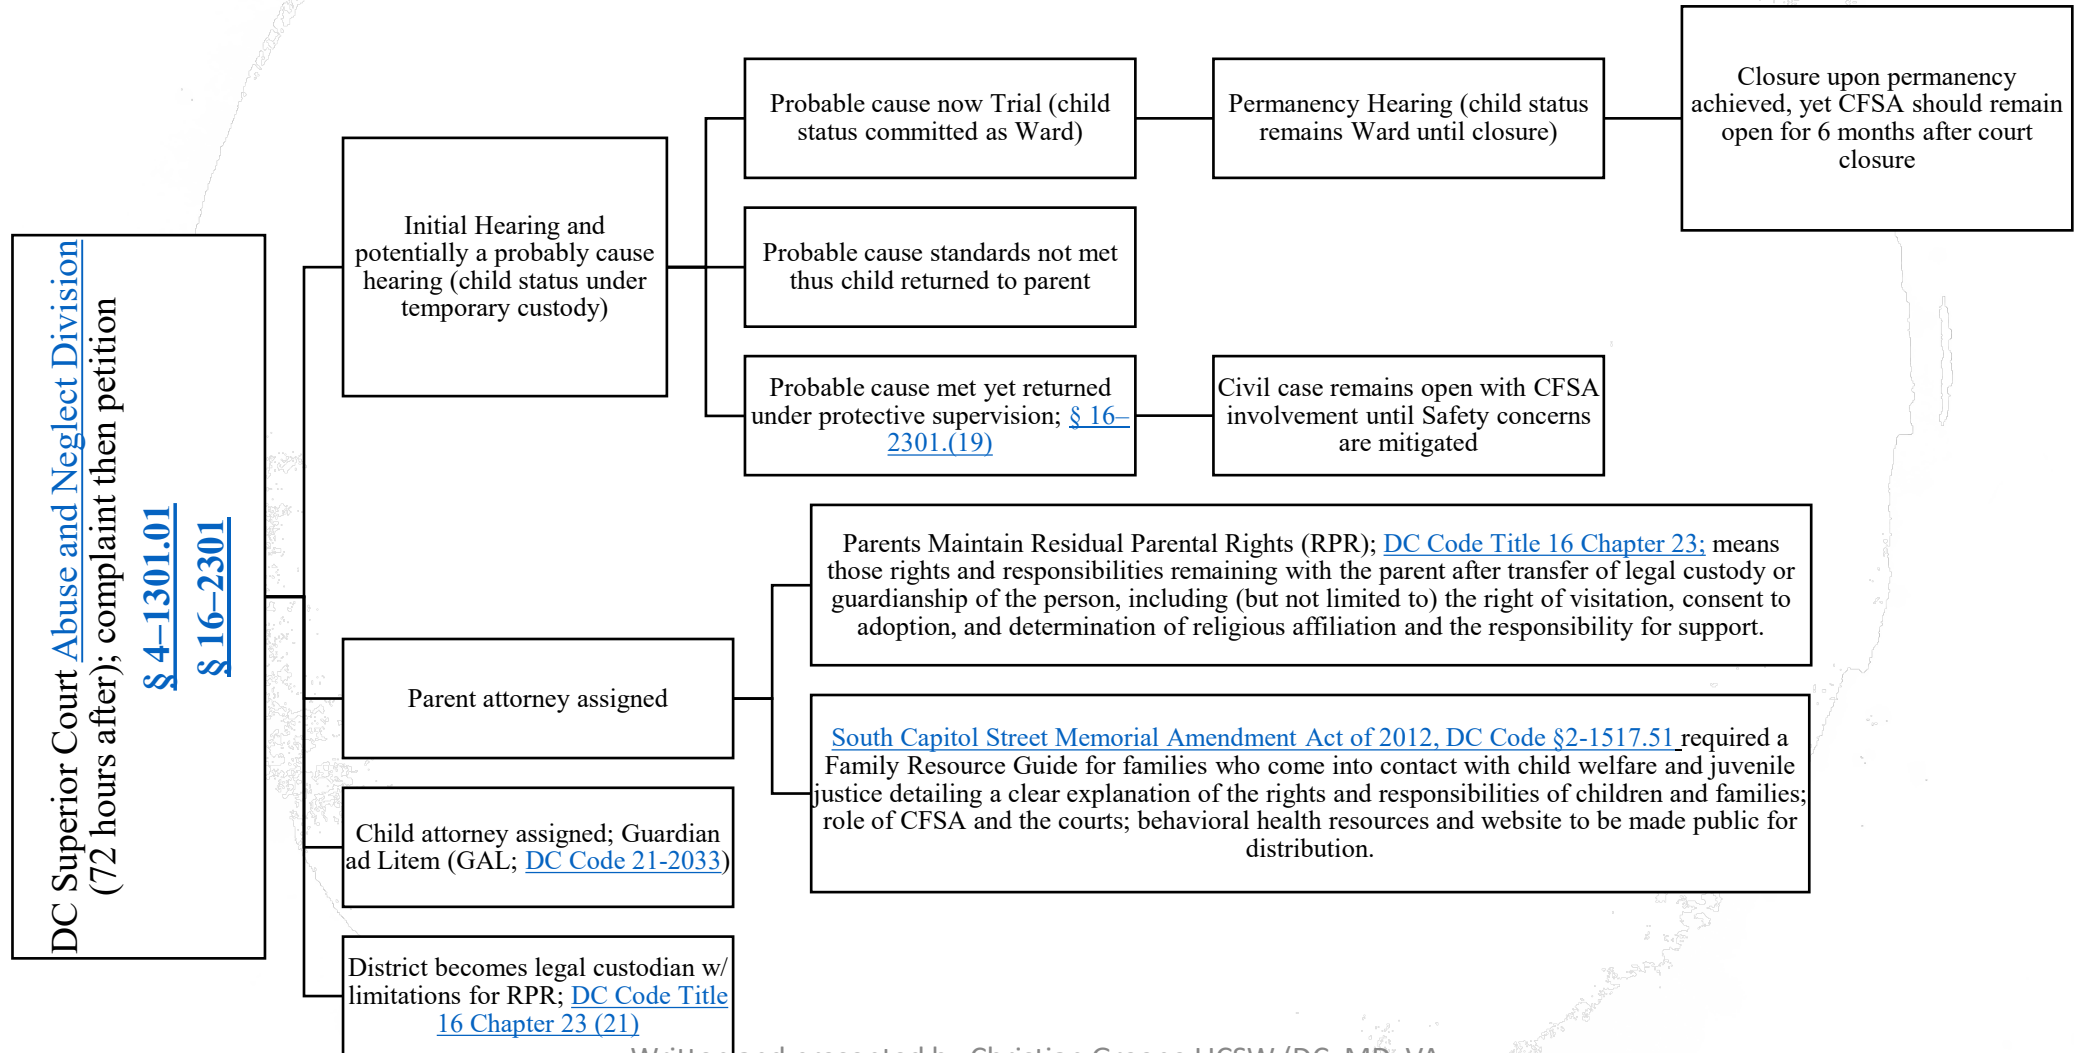 DC Superior Court Abuse and Neglect Division
(72 hours after); complaint then petition
§ 4–1301.01
§ 16–2301
Initial Hearing and
potentially a probably cause
hearing (child status under
temporary custody)
Probable cause now Trial (child
status committed as Ward)
Permanency Hearing (child status
remains Ward until closure)
Closure upon permanency
achieved, yet CFSA should remain
open for 6 months after court
closure
Probable cause standards not met
thus child returned to parent
Probable cause met yet returned
under protective supervision; § 16–
2301.(19)
Civil case remains open with CFSA
involvement until Safety concerns
are mitigated
Parent attorney assigned
Parents Maintain Residual Parental Rights (RPR); DC Code Title 16 Chapter 23; means
those rights and responsibilities remaining with the parent after transfer of legal custody or
guardianship of the person, including (but not limited to) the right of visitation, consent to
adoption, and determination of religious affiliation and the responsibility for support.
South Capitol Street Memorial Amendment Act of 2012, DC Code §2-1517.51 required a
Family Resource Guide for families who come into contact with child welfare and juvenile
justice detailing a clear explanation of the rights and responsibilities of children and families;
role of CFSA and the courts; behavioral health resources and website to be made public for
distribution.
Child attorney assigned; Guardian
ad Litem (GAL; DC Code 21-2033)
District becomes legal custodian w/
limitations for RPR; DC Code Title
16 Chapter 23 (21)
Written and presented by Christian Greene